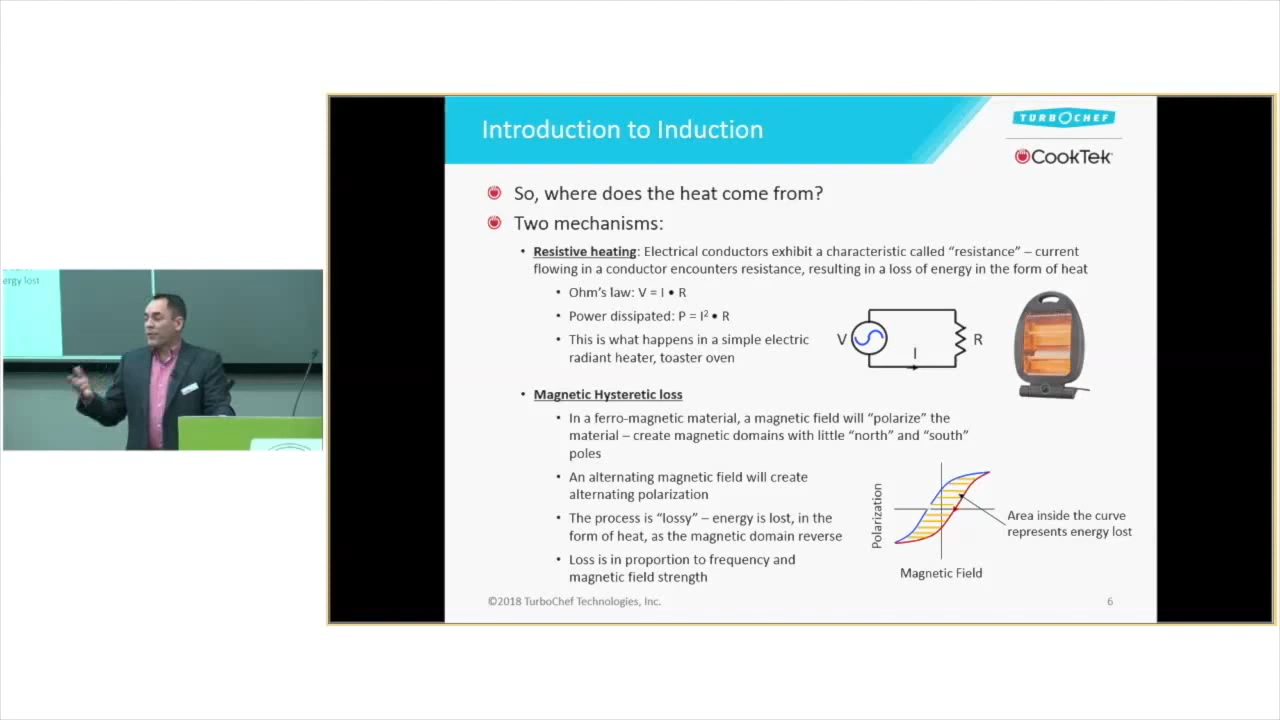 Introduction to Induction
TURBOCHEF
CookTek
So, where does the heat come from?
Two mechanisms:
• Resistive heating: Electrical conductors exhibit a characteristic called “resistance” – current
flowing in a conductor encounters resistance, resulting in a loss of energy in the form of heat
• Ohm’s law: V = I • R
• Power dissipated: P = I² • R
• This is what happens in a simple electric
radiant heater, toaster oven
V
I
R
• Magnetic Hysteretic loss
• In a ferro-magnetic material, a magnetic field will “polarize” the
material – create magnetic domains with little “north” and “south”
poles
• An alternating magnetic field will create
alternating polarization
• The process is “lossy” – energy is lost, in the
form of heat, as the magnetic domain reverse
• Loss is in proportion to frequency and
magnetic field strength
Polarization
Area inside the curve
represents energy lost
Magnetic Field
©2018 TurboChef Technologies, Inc.
6
ergy lost